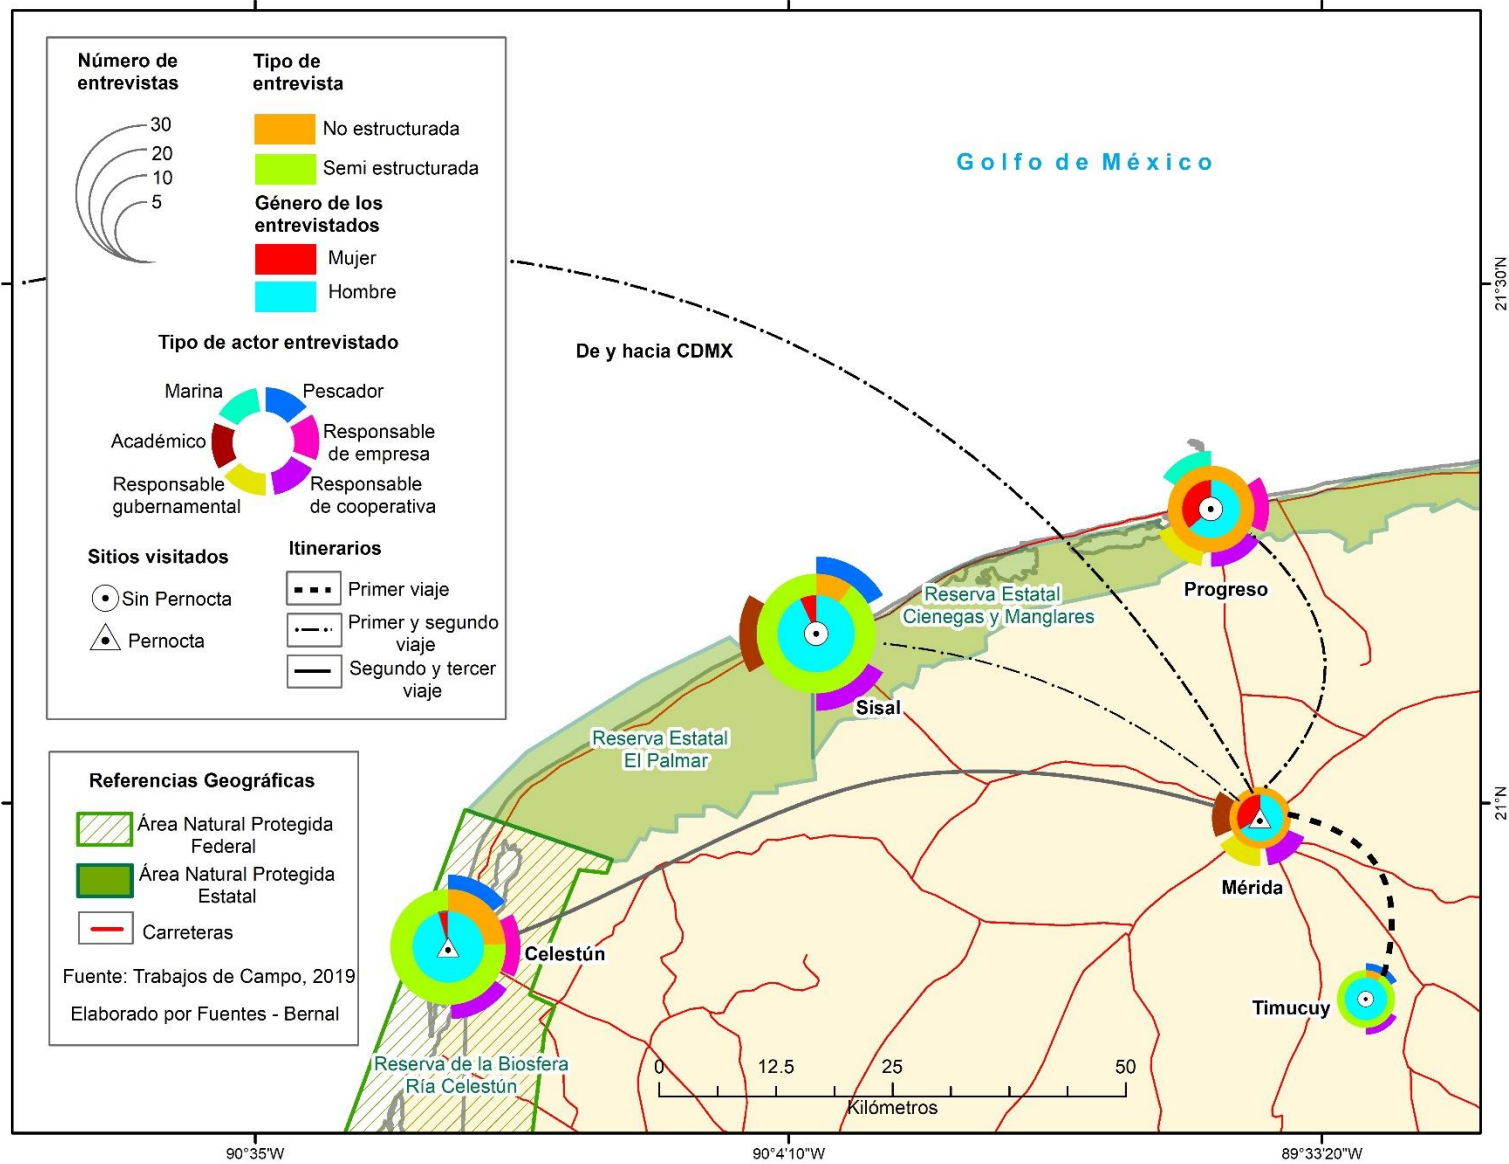 Número de
entrevistas
30
20
10
5
Tipo de
entrevista
No estructurada
Semi estructurada
Género de los
entrevistados
Mujer
Hombre
Tipo de actor entrevistado
Marina
Pescador
Académico
Responsable
de empresa
Responsable
gubernamental
Responsable
de cooperativa
Sitios visitados
Sin Pernocta
Pernocta
Itinerarios
Primer viaje
Primer y segundo
viaje
Segundo y tercer
viaje
Referencias Geográficas
Área Natural Protegida
Federal
Área Natural Protegida
Estatal
Carreteras
Fuente: Trabajos de Campo, 2019
Elaborado por Fuentes - Bernal
Golfo de México
De y hacia CDMX
Progreso
Reserva Estatal
Cienegas y Manglares
Sisal
Reserva Estatal
El Palmar
Mérida
Celestún
Timucuy
Reserva de la Biosfera
Ría Celestún
0 12.5 25 50
Kilómetros
21°30'N
21°N
90°35'W
90°4'10"W
89°33'20"W